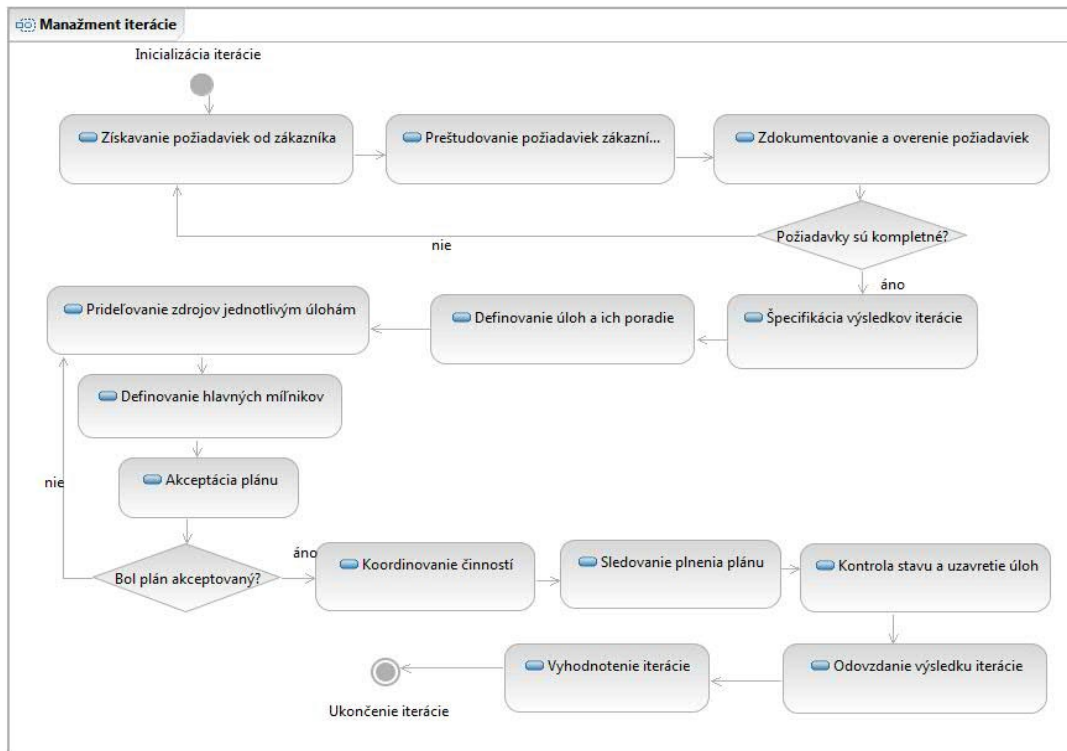 Manažment iterácie
Inicializácia iterácie
Získavanie požiadaviek od zákazníka
Preštudovanie požiadaviek zákazní...
Zdokumentovanie a overenie požiadaviek
Požiadavky sú kompletné?
nie
áno
Prideľovanie zdrojov jednotlivým úlohám
Definovanie úloh a ich poradie
Špecifikácia výsledkov iterácie
Definovanie hlavných míľnikov
Akceptácia plánu
nie
Bol plán akceptovaný?
áno
Koordinovanie činností
Sledovanie plnenia plánu
Kontrola stavu a uzavretie úloh
Vyhodnotenie iterácie
Odovzdanie výsledku iterácie
Ukončenie iterácie